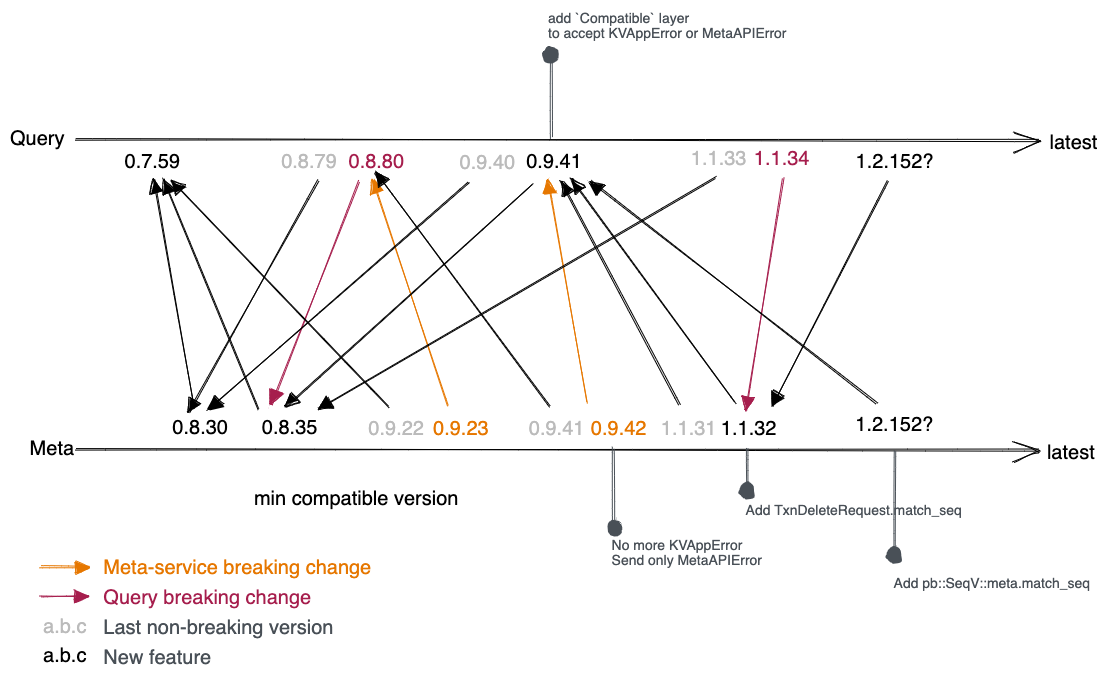 add `Compatible` layer
to accept KVAppError or MetaAPIError
Query
latest
0.7.59 0.8.79 0.8.80 0.9.40 0.9.41 1.1.33 1.1.34 1.2.152?
0.8.30 0.8.35 0.9.22 0.9.23 0.9.41 0.9.42 1.1.31 1.1.32 1.2.152?
Meta
latest
min compatible version
Add TxnDeleteRequest.match_seq
No more KVAppError
Send only MetaAPIError
Add pb::SeqV::meta.match_seq
Meta-service breaking change
Query breaking change
a.b.c Last non-breaking version
a.b.c New feature